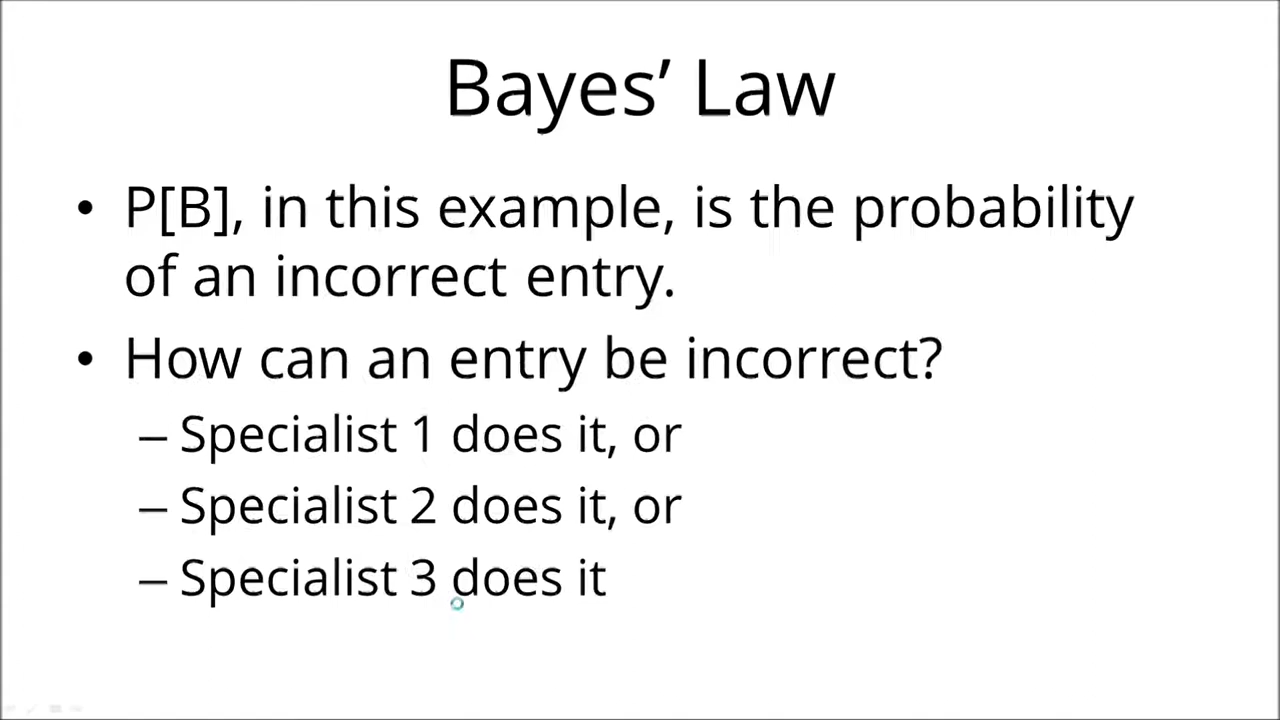 Bayes’ Law
• P[B], in this example, is the probability
of an incorrect entry.
• How can an entry be incorrect?
– Specialist 1 does it, or
– Specialist 2 does it, or
– Specialist 3 does it